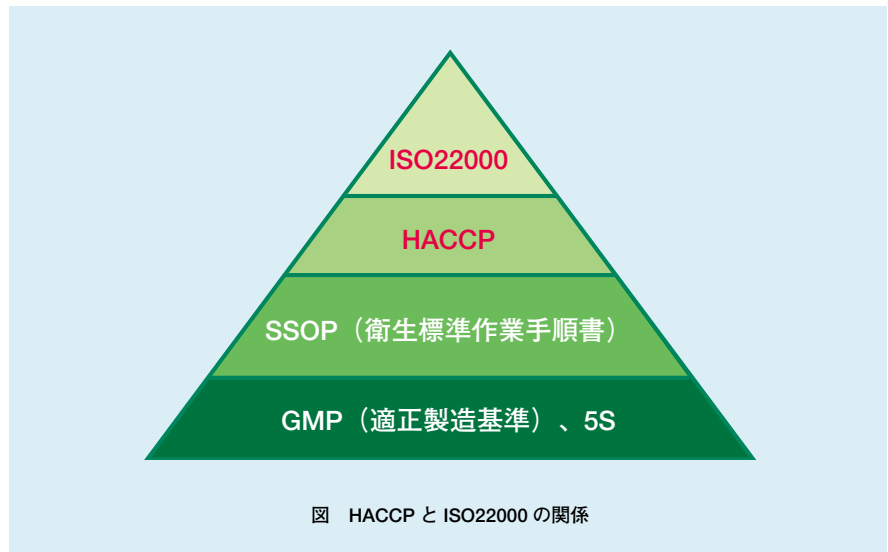 ISO22000
HACCP
SSOP（衛生標準作業手順書）
GMP（適正製造基準）、5S
図　HACCP と ISO22000 の関係